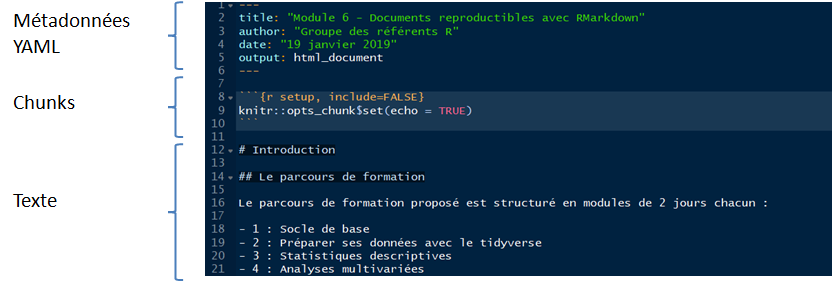 Métadonnées
YAML
Chunks
Texte
1 ---
2 title: "Module 6 - Documents reproductibles avec RMarkdown"
3 author: "Groupe des référents R"
4 date: "19 janvier 2019"
5 output: html_document
6 ---
7
8 ```{r setup, include=FALSE}
9 knitr::opts_chunk$set(echo = TRUE)
10 ```
11
12 # Introduction
13
14 ## Le parcours de formation
15
16 Le parcours de formation proposé est structuré en modules de 2 jours chacun :
17
18 - 1 : Socle de base
19 - 2 : Préparer ses données avec le tidyverse
20 - 3 : Statistiques descriptives
21 - 4 : Analyses multivariées